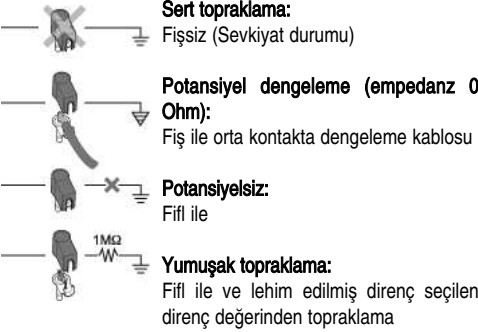 Sert topraklama:
Fişsiz (Sevkiyat durumu)
Potansiyel dengeleme (empedanz 0
Ohm):
Fiş ile orta kontakta dengeleme kablosu
Potansiyelsiz:
Fifl ile
1MΩ
Yumuşak topraklama:
Fifl ile ve lehim edilmiş direnç seçilen
direnç değerinden topraklama